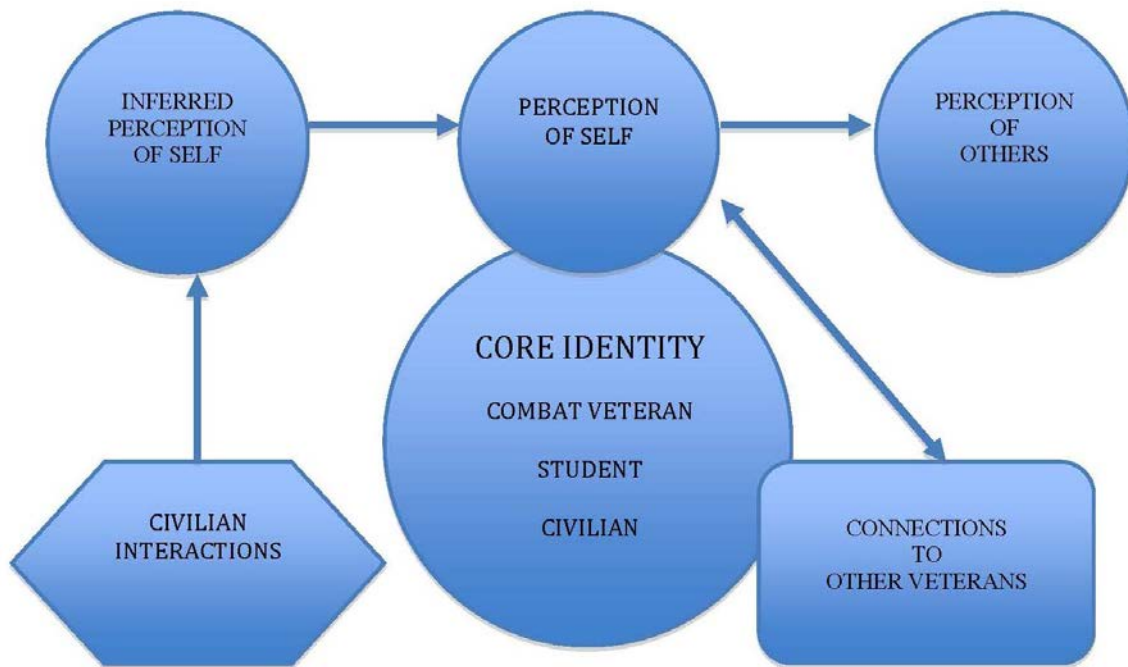 INFERRED
PERCEPTION
OF SELF
PERCEPTION
OF SELF
PERCEPTION
OF
OTHERS
CORE IDENTITY
COMBAT VETERAN
STUDENT
CIVILIAN
CIVILIAN
INTERACTIONS
CONNECTIONS
TO
OTHER VETERANS